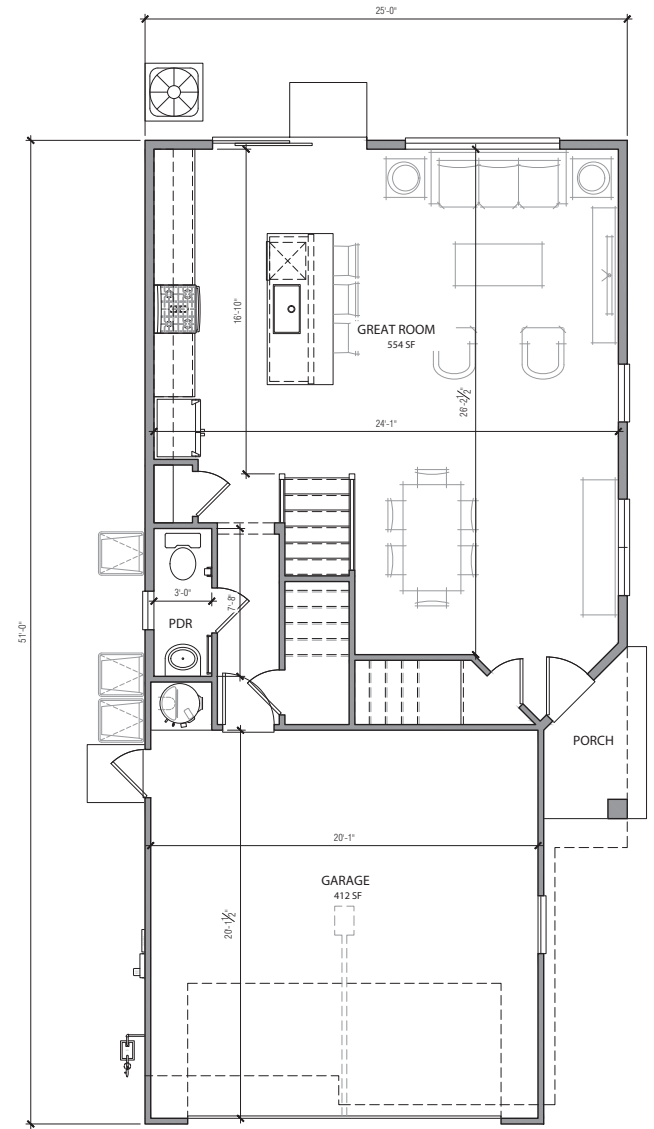 25'-0"
16'-10"
GREAT ROOM
554 SF
26'-2½"
24'-1"
3'-0"
7'-8"
PDR
51'-0"
PORCH
20'-1"
GARAGE
412 SF
20'-1½"